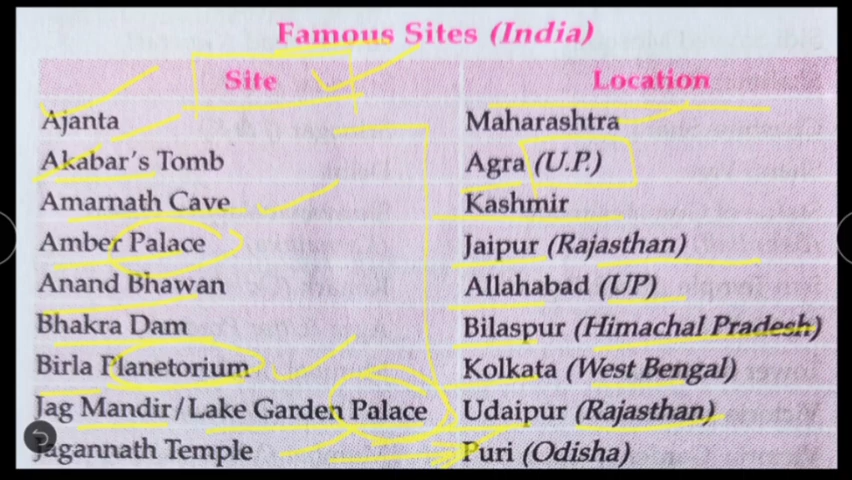 Famous Sites (India)
Site Location
Ajanta Maharashtra
Akabar's Tomb Agra (U.P.)
Amarnath Cave Kashmir
Amber Palace Jaipur (Rajasthan)
Anand Bhawan Allahabad (UP)
Bhakra Dam Bilaspur (Himachal Pradesh)
Birla Planetorium Kolkata (West Bengal)
Jag Mandir/Lake Garden Palace Udaipur (Rajasthan)
Jagannath Temple Puri (Odisha)